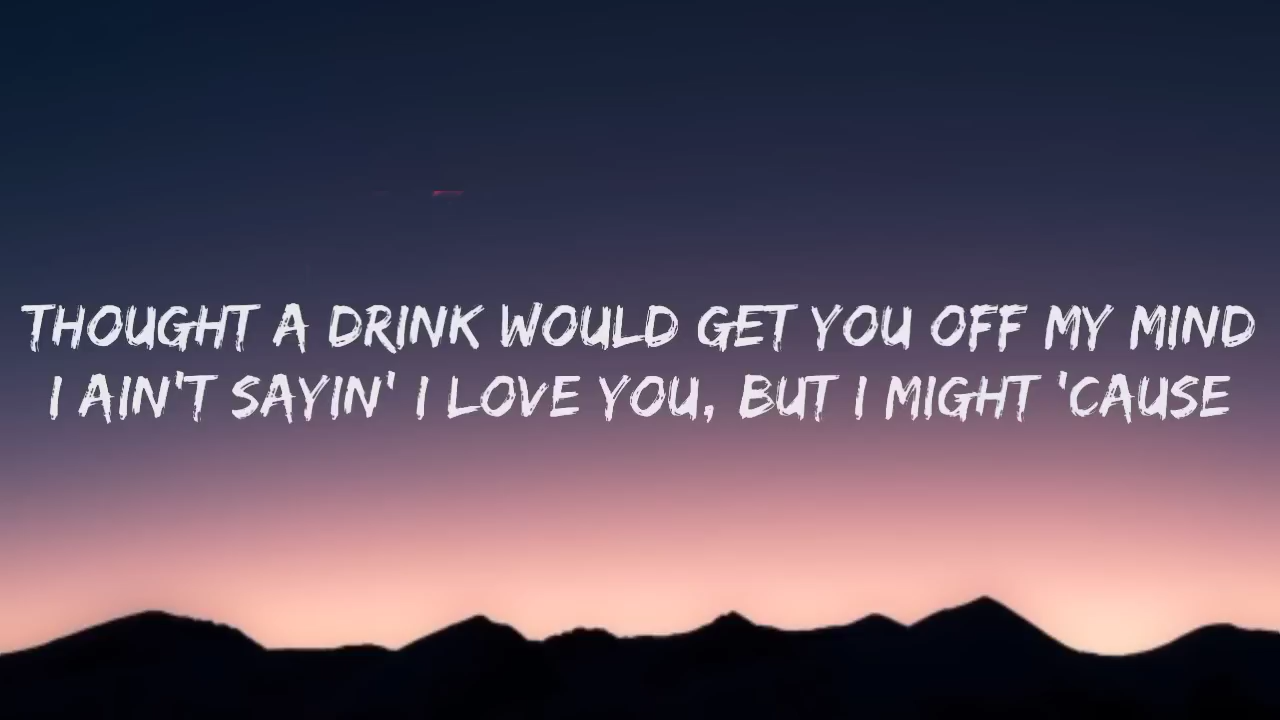 THOUGHT A DRINK WOULD GET YOU OFF MY MIND
I AIN'T SAYIN' I LOVE YOU, BUT I MIGHT 'CAUSE